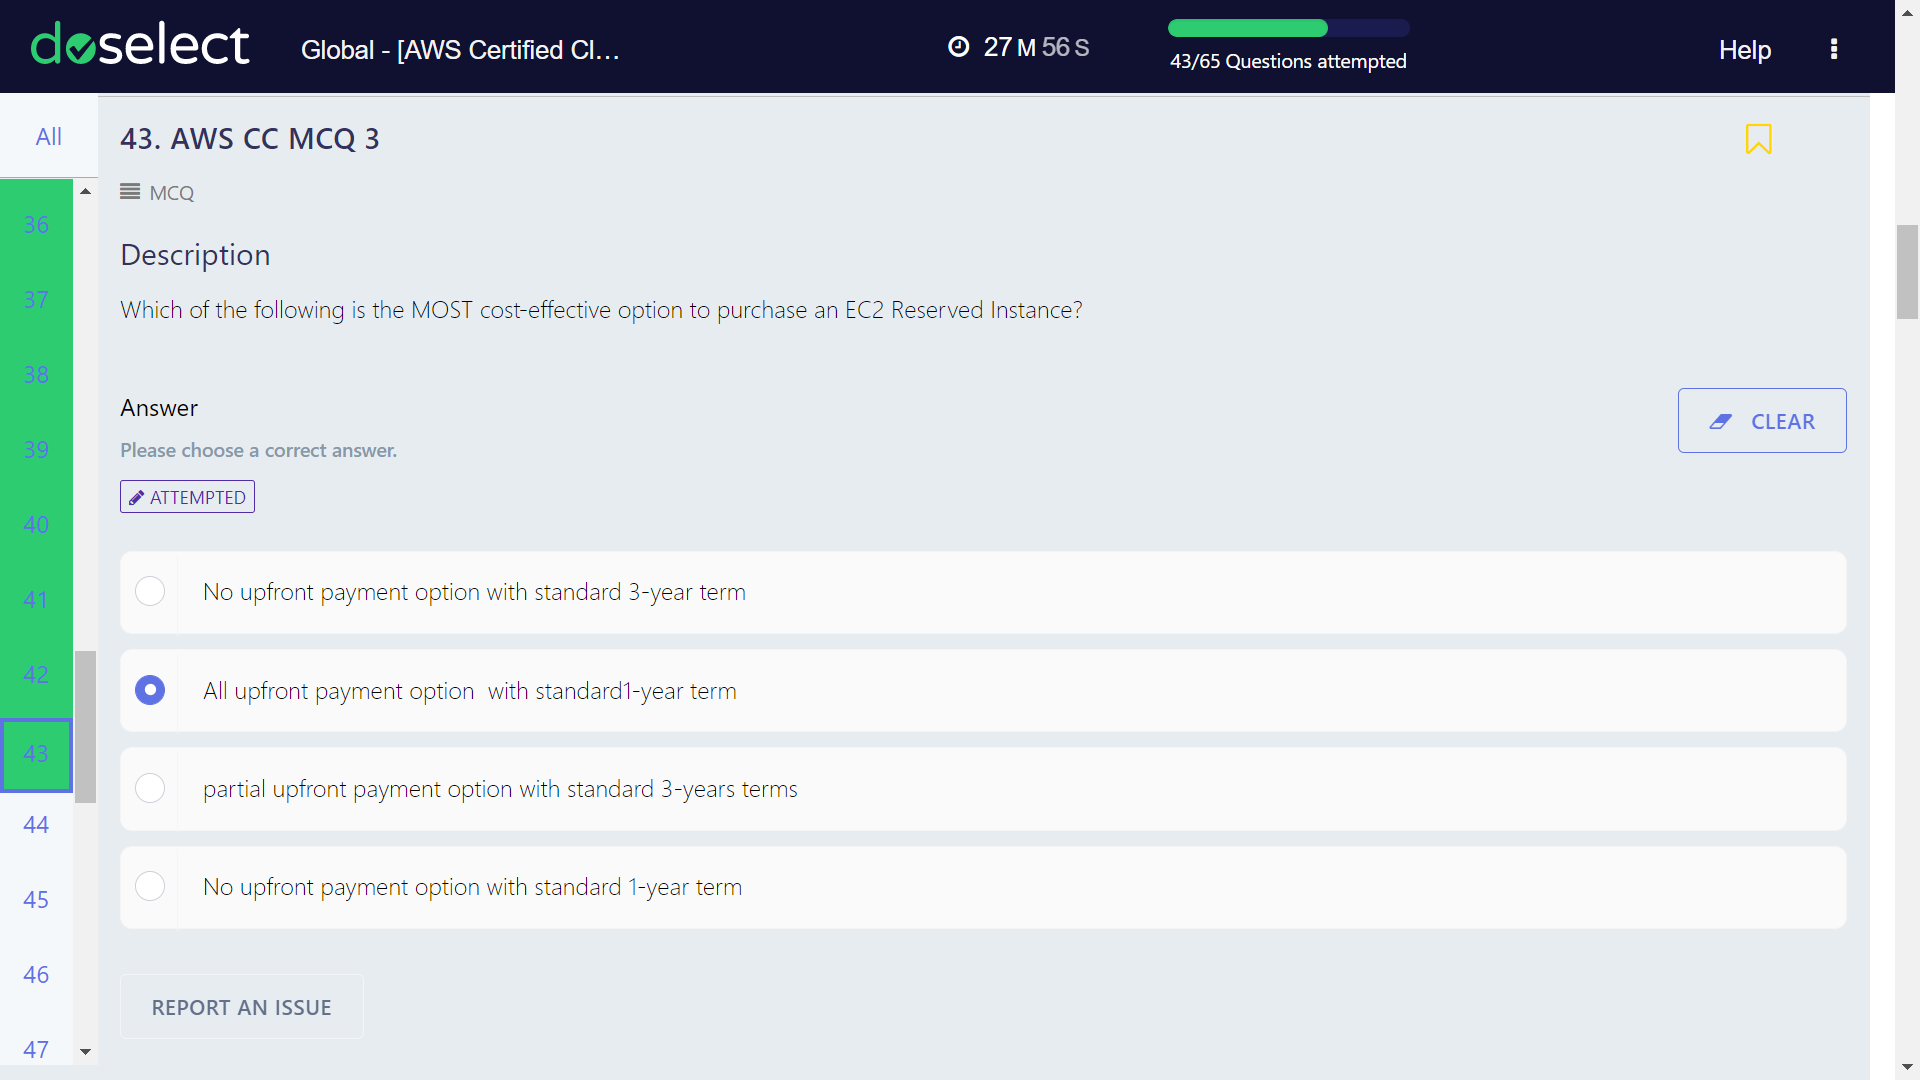 doselect
Global - [AWS Certified Cl...
27 M 56 S
43/65 Questions attempted
Help
All
36
37
38
39
40
41
42
43
44
45
46
47
43. AWS CC MCQ 3
MCQ
Description
Which of the following is the MOST cost-effective option to purchase an EC2 Reserved Instance?
Answer
CLEAR
Please choose a correct answer.
ATTEMPTED
No upfront payment option with standard 3-year term
All upfront payment option  with standard1-year term
partial upfront payment option with standard 3-years terms
No upfront payment option with standard 1-year term
REPORT AN ISSUE